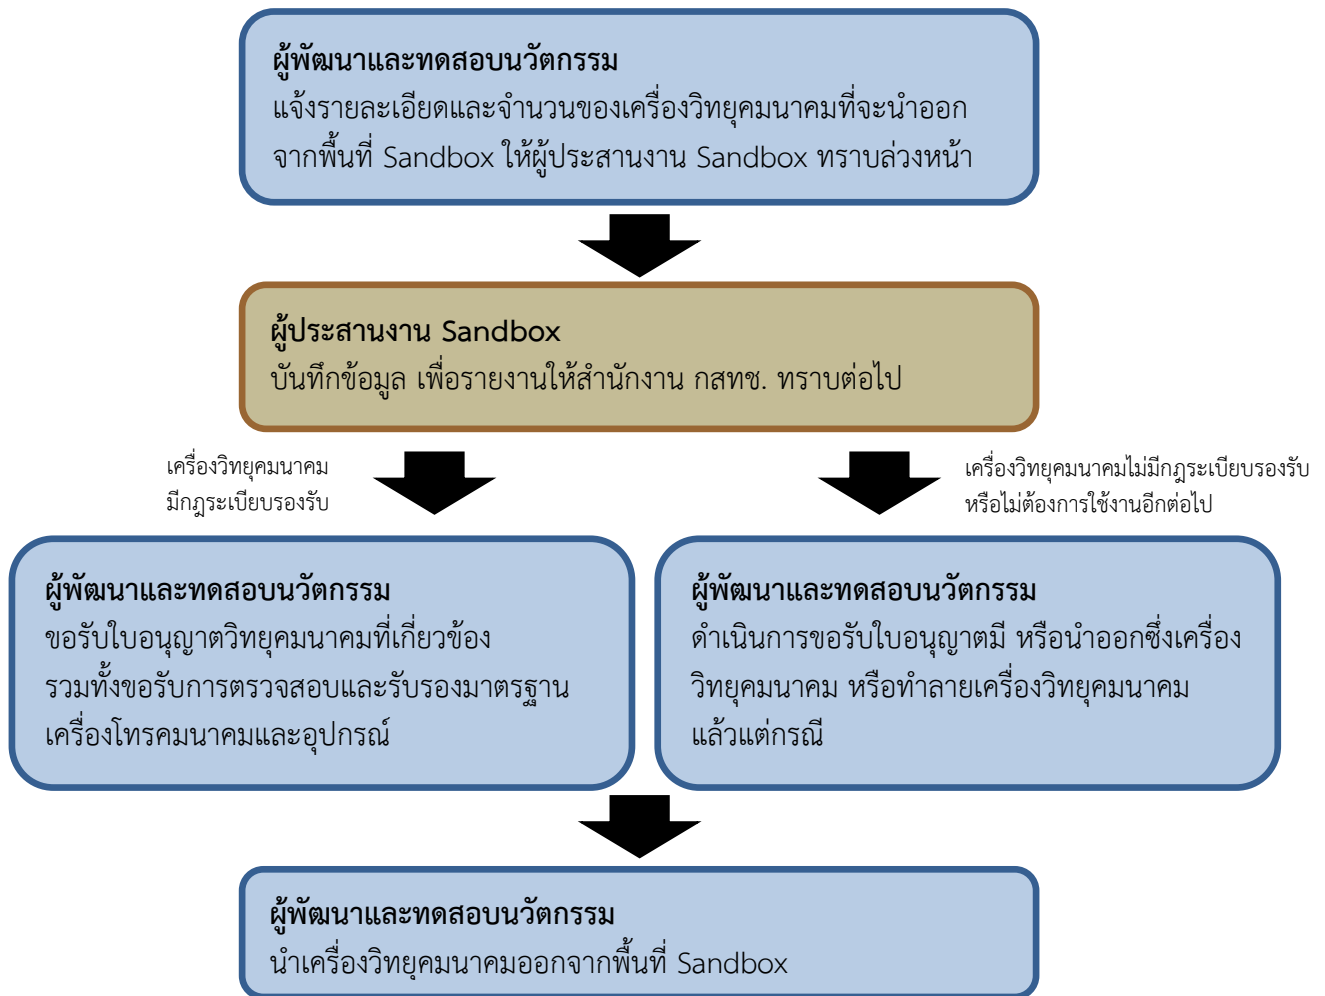 ผู้พัฒนาและทดสอบนวัตกรรม
แจ้งรายละเอียดและจำนวนของเครื่องวิทยุคมนาคมที่จะนำออก
จากพื้นที่ Sandbox ให้ผู้ประสานงาน Sandbox ทราบล่วงหน้า
ผู้ประสานงาน Sandbox
บันทึกข้อมูล เพื่อรายงานให้สำนักงาน กสทช. ทราบต่อไป
เครื่องวิทยุคมนาคม
มีกฎระเบียบรองรับ
เครื่องวิทยุคมนาคมไม่มีกฎระเบียบรองรับ
หรือไม่ต้องการใช้งานอีกต่อไป
ผู้พัฒนาและทดสอบนวัตกรรม
ขอรับใบอนุญาตวิทยุคมนาคมที่เกี่ยวข้อง
รวมทั้งขอรับการตรวจสอบและรับรองมาตรฐาน
เครื่องโทรคมนาคมและอุปกรณ์
ผู้พัฒนาและทดสอบนวัตกรรม
ดำเนินการขอรับใบอนุญาตมี หรือนำออกซึ่งเครื่อง
วิทยุคมนาคม หรือทำลายเครื่องวิทยุคมนาคม
แล้วแต่กรณี
ผู้พัฒนาและทดสอบนวัตกรรม
นำเครื่องวิทยุคมนาคมออกจากพื้นที่ Sandbox